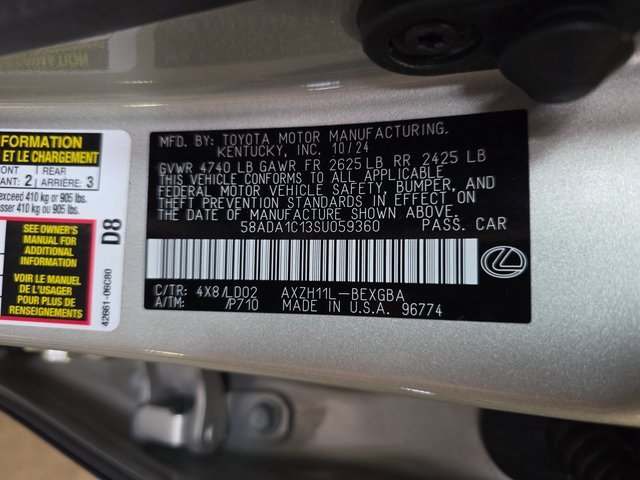 MFD. BY: TOYOTA MOTOR MANUFACTURING.
KENTUCKY, INC. 10/24
GVWR 4740 LB GAWR FR 2625 LB RR 2425 LB
THIS VEHICLE CONFORMS TO ALL APPLICABLE
FEDERAL MOTOR VEHICLE SAFETY, BUMPER, AND
THEFT PREVENTION STANDARDS IN EFFECT ON
THE DATE OF MANUFACTURE SHOWN ABOVE.
58ADA1C13SU059360 PASS. CAR
C/TR: 4X8/LD02 AXZH11L-BEXGBA
A/TM: /P710 MADE IN U.S.A. 96774
FORMATION
ET LE CHARGEMENT
FRONT REAR
2 ARRIÈRE: 3
exceed 410 kg or 905 lbs.
410 kg ou 905 lbs.
SEE OWNER'S
MANUAL FOR
ADDITIONAL
INFORMATION
VOIR LE MANUEL
DE L'USAGER
POUR PLUS DE
RENSEIGNEMENTS
D8
42661-06C80